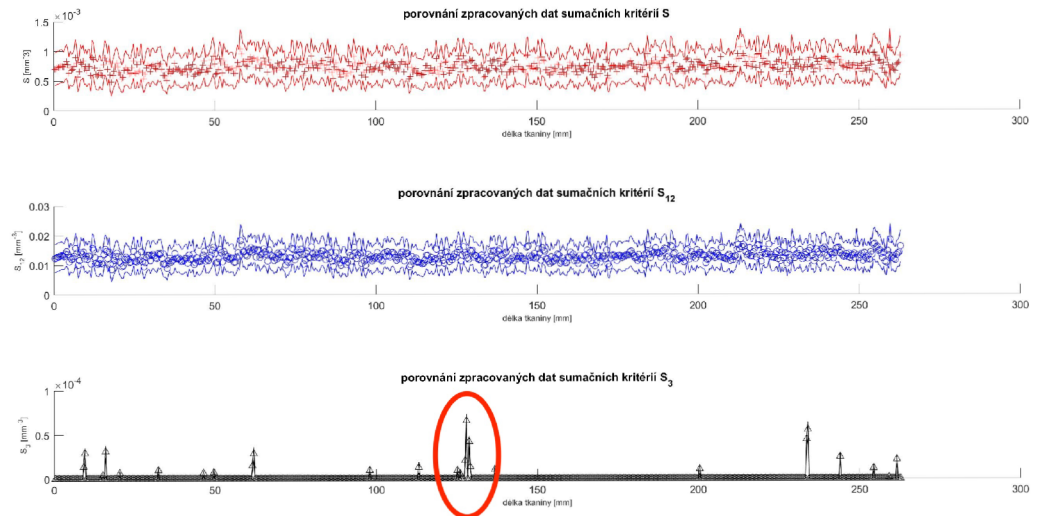 porovnání zpracovaných dat sumačních kritérií S
×10⁻³
1.5
1
0.5
0
S [mm⁻3]
0 50 100 150 200 250 300
délka tkaniny [mm]
porovnání zpracovaných dat sumačních kritérií S₁₂
0.03
0.02
0.01
0
S₁₂ [mm⁻³]
0 50 100 150 200 250 300
délka tkaniny [mm]
porovnání zpracovaných dat sumačních kritérií S₃
×10⁻⁴
1
0.5
0
S₃ [mm⁻³]
0 50 100 150 200 250 300
délka tkaniny [mm]